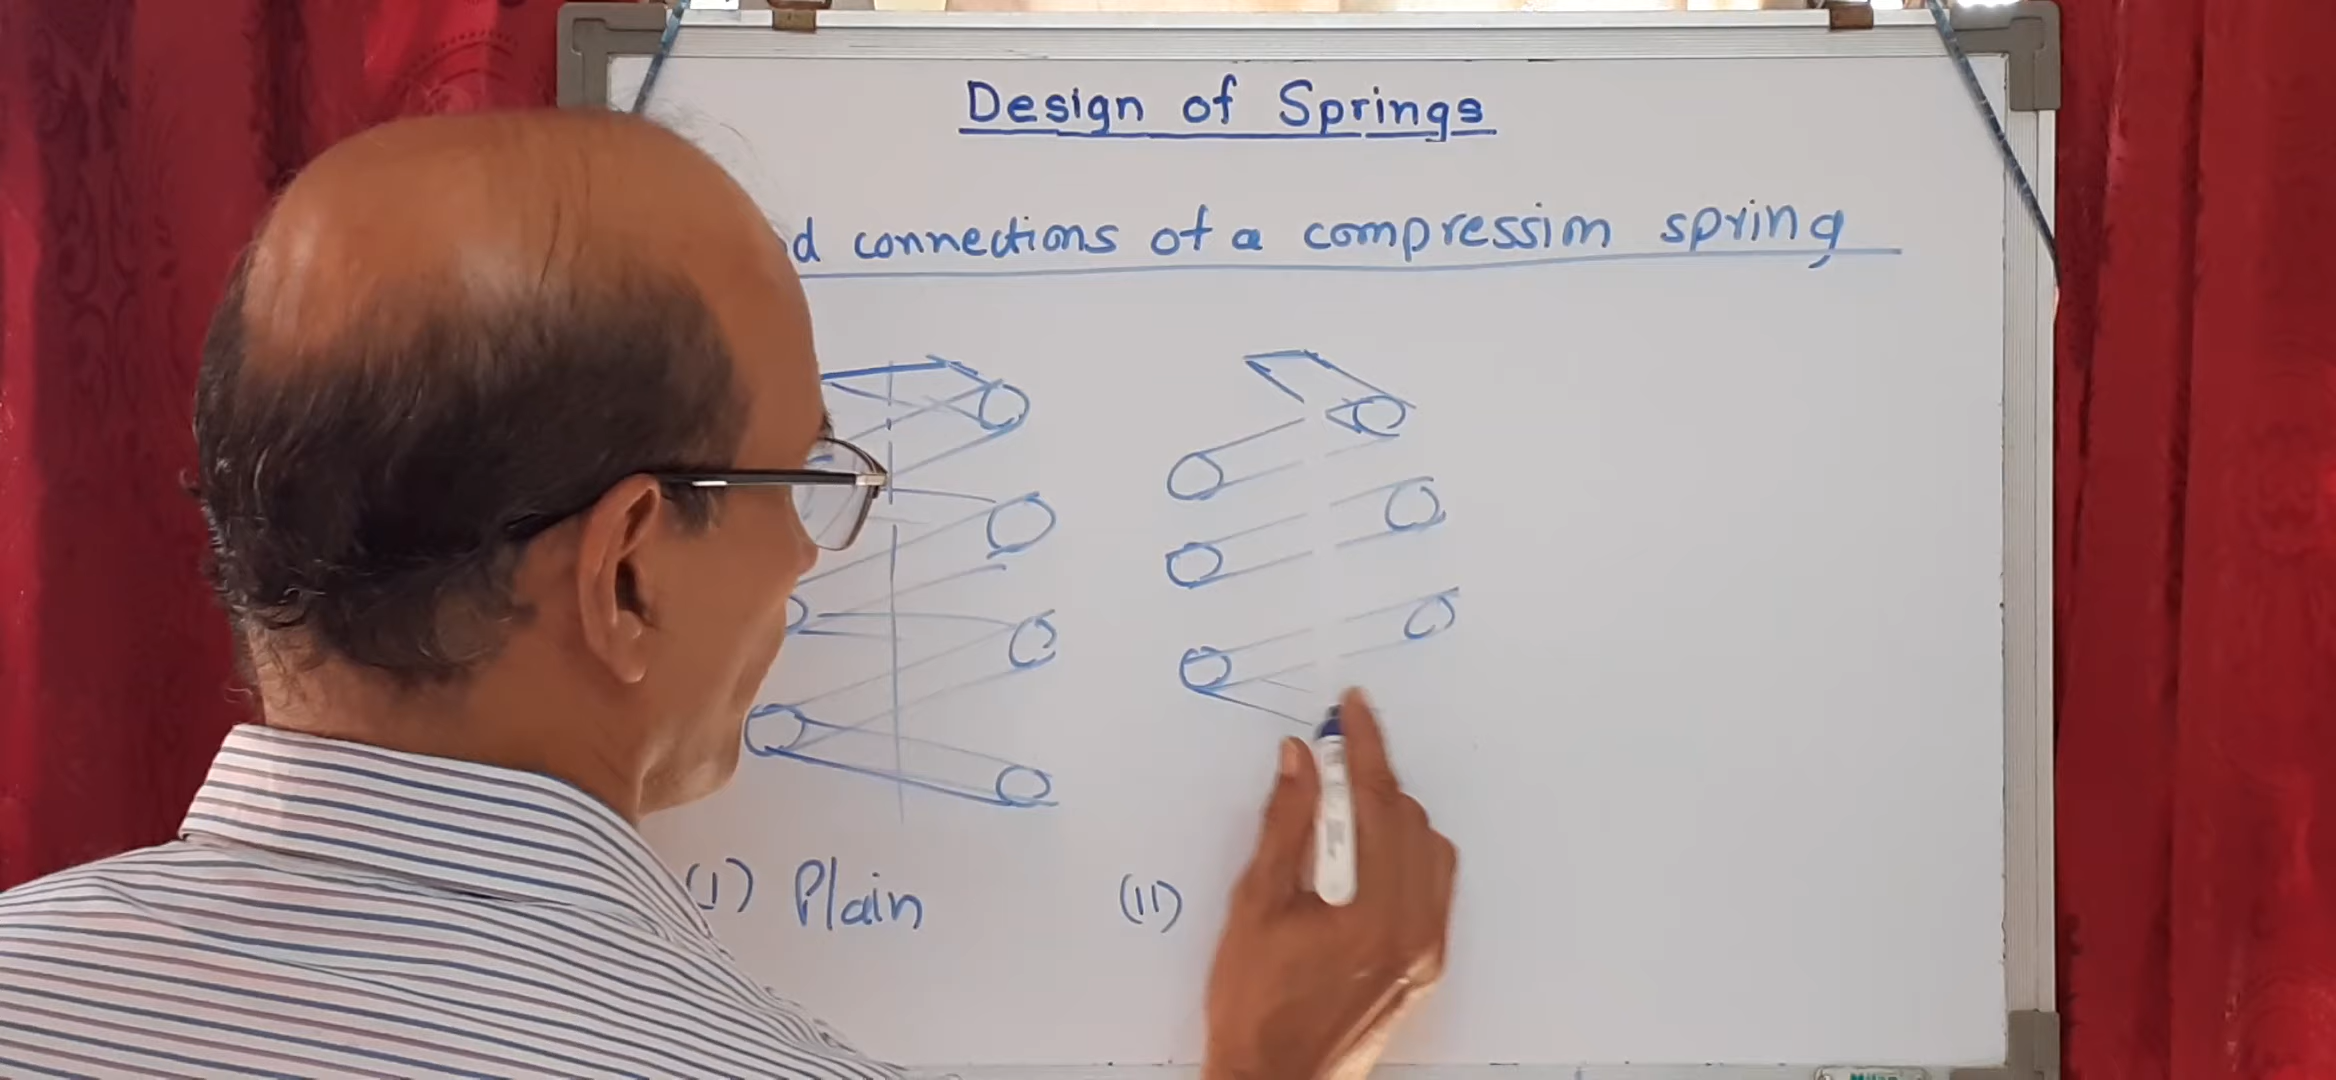 Design of Springs
d connections of a compressim spring
(I) Plain
(II)